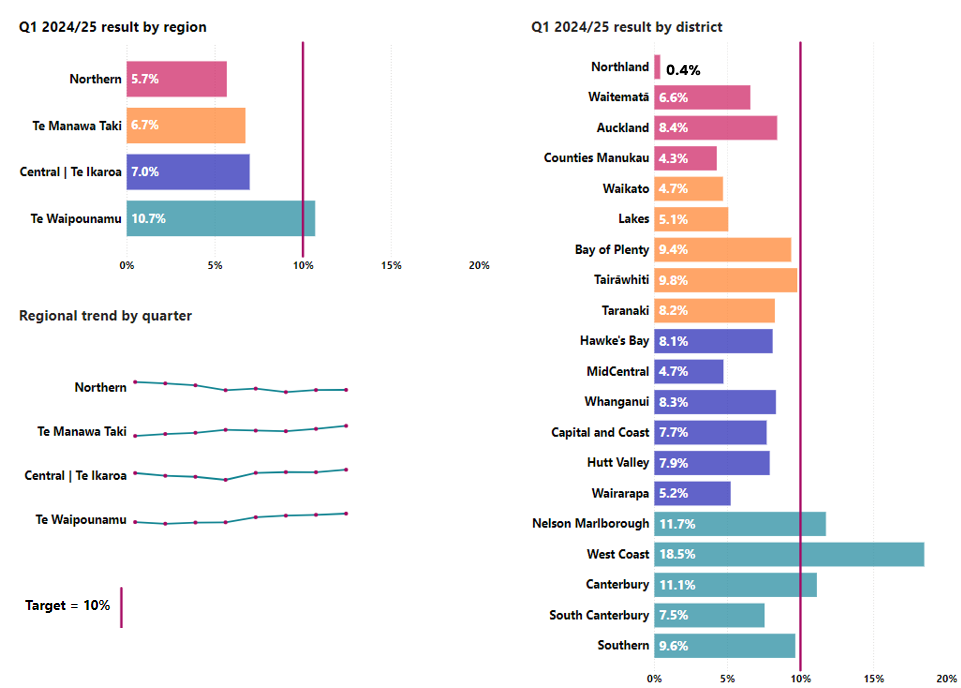 Q1 2024/25 result by region
Northern 5.7%
Te Manawa Taki 6.7%
Central | Te Ikaroa 7.0%
Te Waipounamu 10.7%
0% 5% 10% 15% 20%
Regional trend by quarter
Northern
Te Manawa Taki
Central | Te Ikaroa
Te Waipounamu
Target = 10%
Q1 2024/25 result by district
Northland 0.4%
Waitematā 6.6%
Auckland 8.4%
Counties Manukau 4.3%
Waikato 4.7%
Lakes 5.1%
Bay of Plenty 9.4%
Tairāwhiti 9.8%
Taranaki 8.2%
Hawke's Bay 8.1%
MidCentral 4.7%
Whanganui 8.3%
Capital and Coast 7.7%
Hutt Valley 7.9%
Wairarapa 5.2%
Nelson Marlborough 11.7%
West Coast 18.5%
Canterbury 11.1%
South Canterbury 7.5%
Southern 9.6%
0% 5% 10% 15% 20%